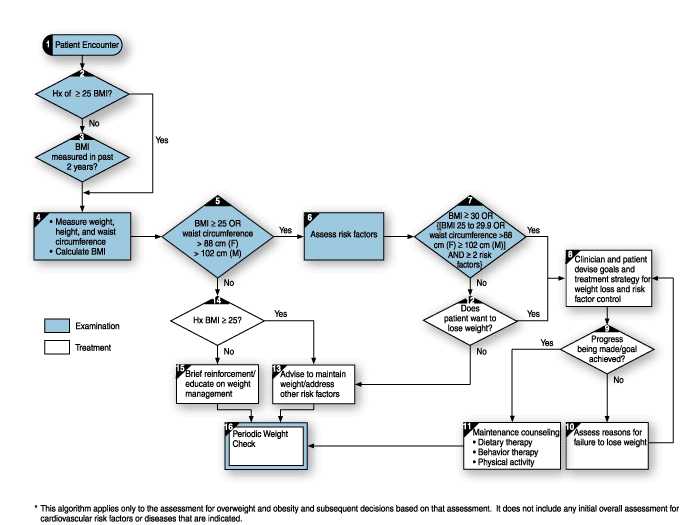 1
Patient Encounter
2
Hx of ≥ 25 BMI?
No
Yes
3
BMI
measured in past
2 years?
4
• Measure weight,
height, and waist
circumference
• Calculate BMI
5
BMI ≥ 25 OR
waist circumference
> 88 cm (F)
> 102 cm (M)
Yes
No
6
Assess risk factors
7
BMI ≥ 30 OR
{[BMI 25 to 29.9 OR
waist circumference >88
cm (F) ≥ 102 cm (M)]
AND ≥ 2 risk
factors}
Yes
No
8
Clinician and patient
devise goals and
treatment strategy for
weight loss and risk
factor control
14
Hx BMI ≥ 25?
Yes
No
12
Does
patient want to
lose weight?
Yes
No
9
Progress
being made/goal
achieved?
Yes
No
Examination
Treatment
15
Brief reinforcement/
educate on weight
management
13
Advise to maintain
weight/address
other risk factors
16
Periodic Weight
Check
11
Maintenance counseling:
• Dietary therapy
• Behavior therapy
• Physical activity
10
Assess reasons for
failure to lose weight
* This algorithm applies only to the assessment for overweight and obesity and subsequent decisions based on that assessment. It does not include any initial overall assessment for
cardiovascular risk factors or diseases that are indicated.